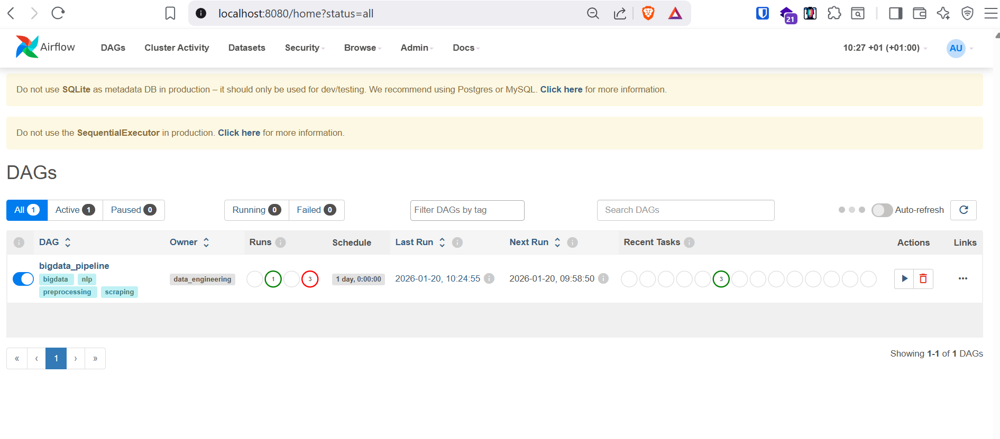 localhost:8080/home?status=all
21
Airflow
DAGs Cluster Activity Datasets Security Browse Admin Docs 10:27 +01 (+01:00) AU
Do not use SQLite as metadata DB in production – it should only be used for dev/testing. We recommend using Postgres or MySQL. Click here for more information.
Do not use the SequentialExecutor in production. Click here for more information.
DAGs
All 1 Active 1 Paused 0 Running 0 Failed 0 Filter DAGs by tag Search DAGs Auto-refresh
DAG Owner Runs Schedule Last Run Next Run Recent Tasks Actions Links
bigdata_pipeline
bigdata nlp
preprocessing scraping
data_engineering 1 3 1 day, 0:00:00 2026-01-20, 10:24:55 2026-01-20, 09:58:50 3
« ‹ 1 › »
Showing 1-1 of 1 DAGs